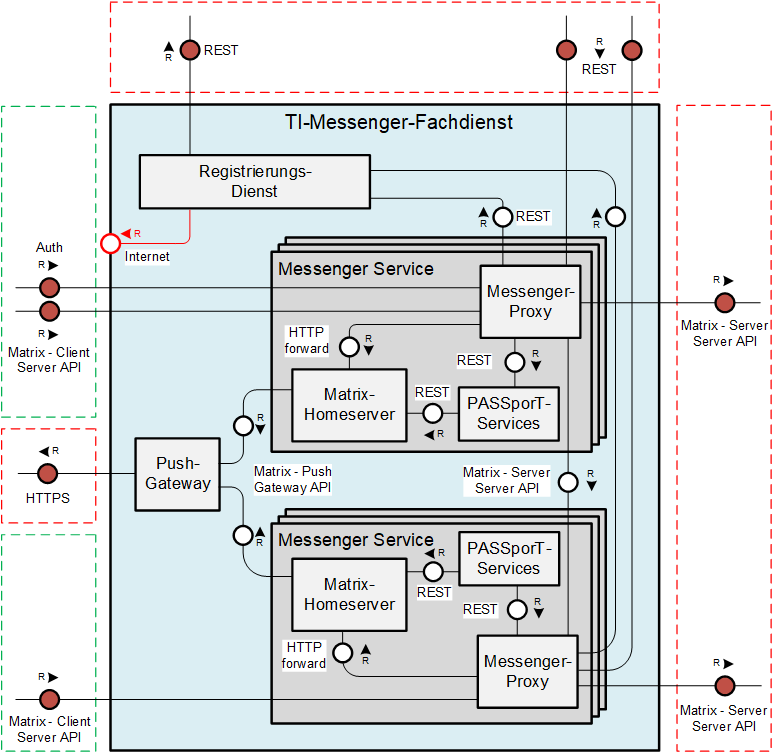 R
REST
R
REST
TI-Messenger-Fachdienst
Registrierungs-
Dienst
R
Internet
R
REST
R
Auth
R
R
Matrix - Client
Server API
Messenger Service
Messenger-
Proxy
HTTP
forward
R
REST
R
Matrix-
Homeserver
REST
R
PASSporT-
Services
R
Matrix - Server
Server API
R
HTTPS
Push-
Gateway
R
Matrix - Push
Gateway API
R
Matrix - Server
Server API
R
Messenger Service
R
REST
PASSporT-
Services
Matrix-
Homeserver
REST
R
HTTP
forward
R
Messenger-
Proxy
R
Matrix - Client
Server API
R
Matrix - Server
Server API